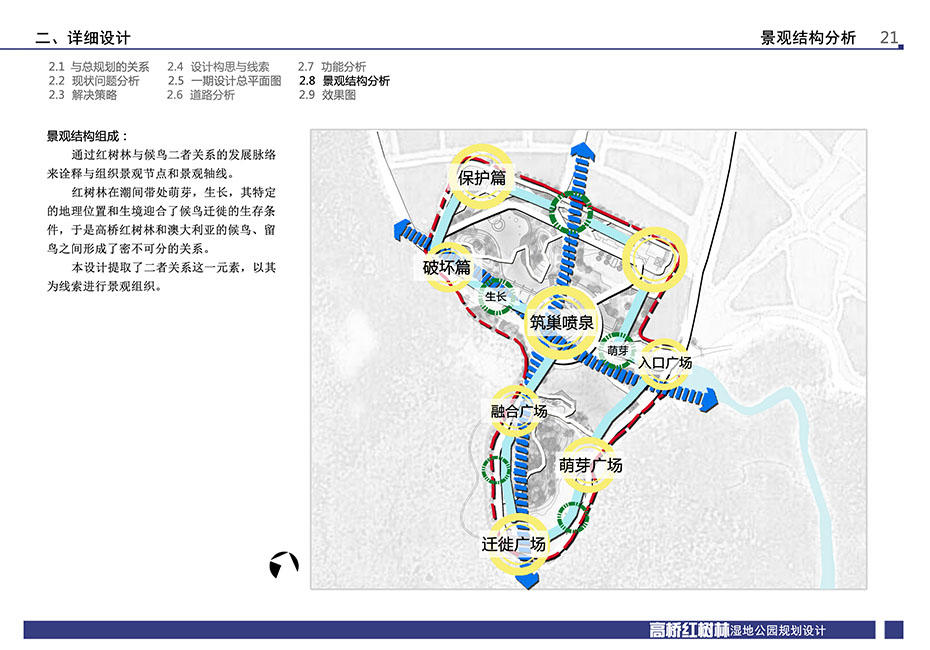 二、详细设计
景观结构分析 21
2.1 与总规划的关系 2.4 设计构思与线索 2.7 功能分析
2.2 现状问题分析 2.5 一期设计总平面图 2.8 景观结构分析
2.3 解决策略 2.6 道路分析 2.9 效果图
景观结构组成：
通过红树林与候鸟二者关系的发展脉络
来诠释与组织景观节点和景观轴线。
红树林在潮间带处萌芽，生长，其特定
的地理位置和生境迎合了候鸟迁徙的生存条
件，于是高桥红树林和澳大利亚的候鸟、留
鸟之间形成了密不可分的关系。
本设计提取了二者关系这一元素，以其
为线索进行景观组织。
保护篇
破坏篇
生长
筑巢喷泉
萌芽
入口广场
融合广场
萌芽广场
迁徙广场
高桥红树林湿地公园规划设计